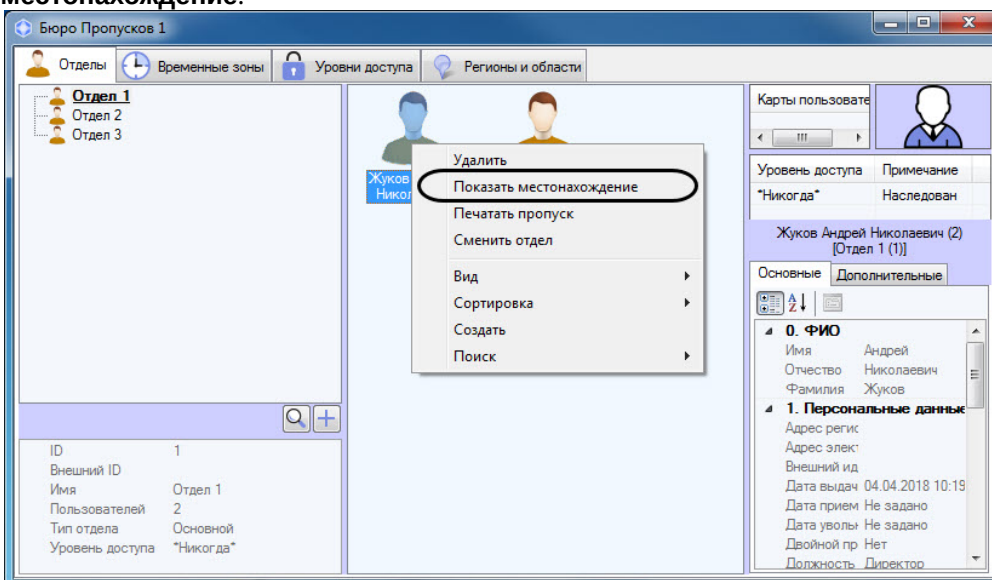 местонахождение.
Бюро Пропусков 1
Отделы Временные зоны Уровни доступа Регионы и области
Отдел 1
Отдел 2
Отдел 3
ID 1
Внешний ID
Имя Отдел 1
Пользователей 2
Тип отдела Основной
Уровень доступа *Никогда*
Жуков
Никол
Удалить
Показать местонахождение
Печатать пропуск
Сменить отдел
Вид
Сортировка
Создать
Поиск
Карты пользовате
Уровень доступа Примечание
*Никогда* Наследован
Жуков Андрей Николаевич (2)
[Отдел 1 (1)]
Основные Дополнительные
0. ФИО
Имя Андрей
Отчество Николаевич
Фамилия Жуков
1. Персональные данные
Адрес регис
Адрес элект
Внешний ид
Дата выдач 04.04.2018 10:19
Дата прием Не задано
Дата увольн Не задано
Двойной пр Нет
Должность Директор